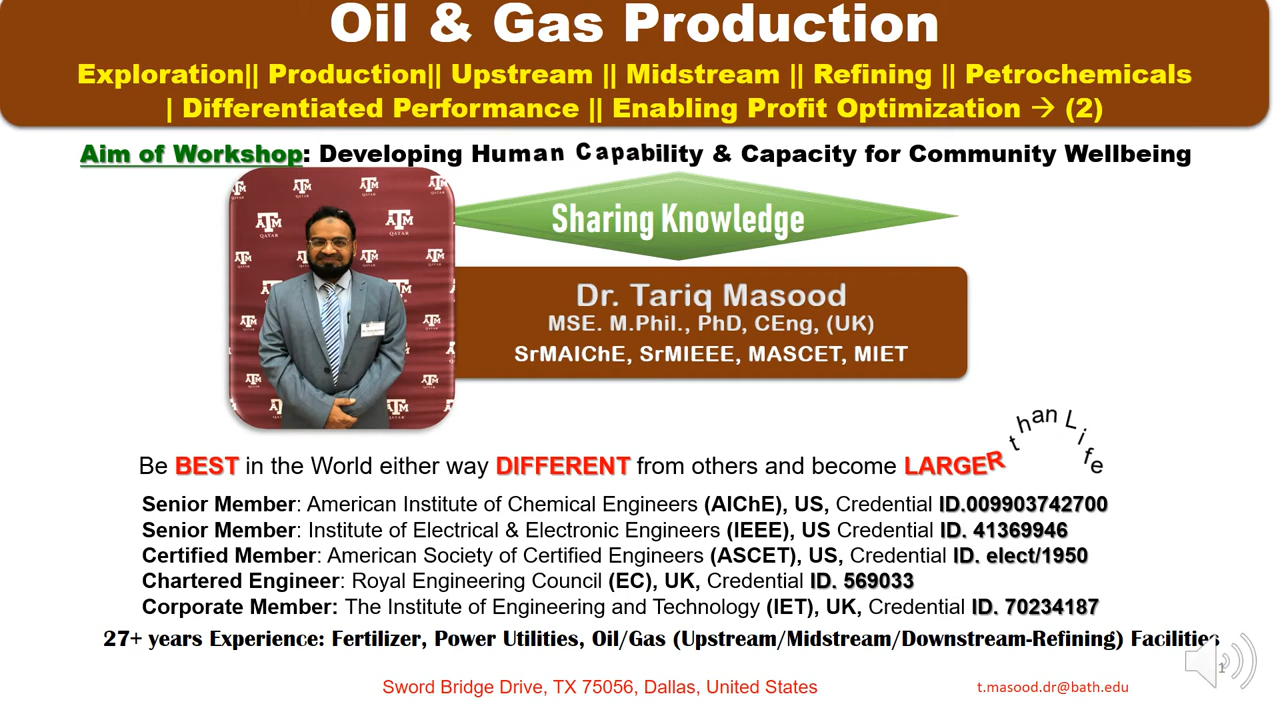 Oil & Gas Production
Exploration|| Production|| Upstream || Midstream || Refining || Petrochemicals
| Differentiated Performance || Enabling Profit Optimization → (2)
Aim of Workshop: Developing Human Capability & Capacity for Community Wellbeing
Sharing Knowledge
ATM
QATAR
Dr. Tariq Masood
MSE. M.Phil., PhD, CEng, (UK)
SrMAIChE, SrMIEEE, MASCET, MIET
Be BEST in the World either way DIFFERENT from others and become LARGER than Life
Senior Member: American Institute of Chemical Engineers (AIChE), US, Credential ID.009903742700
Senior Member: Institute of Electrical & Electronic Engineers (IEEE), US Credential ID. 41369946
Certified Member: American Society of Certified Engineers (ASCET), US, Credential ID. elect/1950
Chartered Engineer: Royal Engineering Council (EC), UK, Credential ID. 569033
Corporate Member: The Institute of Engineering and Technology (IET), UK, Credential ID. 70234187
27+ years Experience: Fertilizer, Power Utilities, Oil/Gas (Upstream/Midstream/Downstream-Refining) Facilities
1
Sword Bridge Drive, TX 75056, Dallas, United States
t.masood.dr@bath.edu